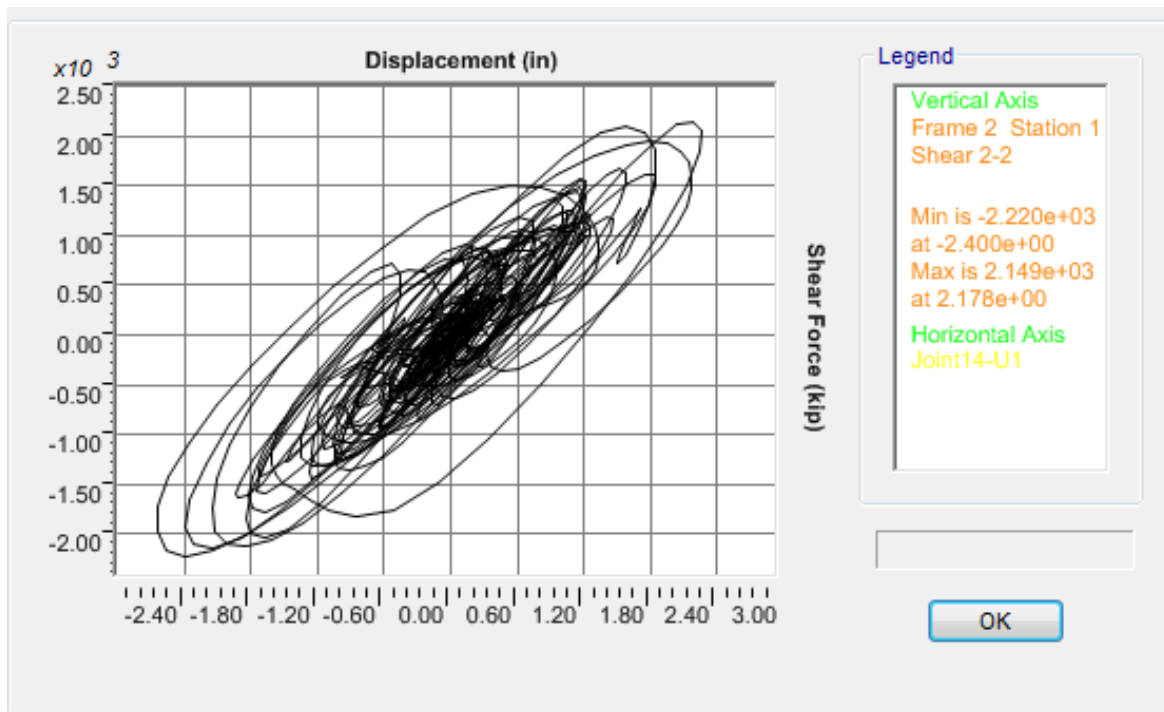 x10 3
Displacement (in)
2.50
2.00
1.50
1.00
0.50
0.00
-0.50
-1.00
-1.50
-2.00
-2.40 -1.80 -1.20 -0.60 0.00 0.60 1.20 1.80 2.40 3.00
Shear Force (kip)
Legend
Vertical Axis
Frame 2 Station 1
Shear 2-2
Min is -2.220e+03
at -2.400e+00
Max is 2.149e+03
at 2.178e+00
Horizontal Axis
Joint14-U1
OK